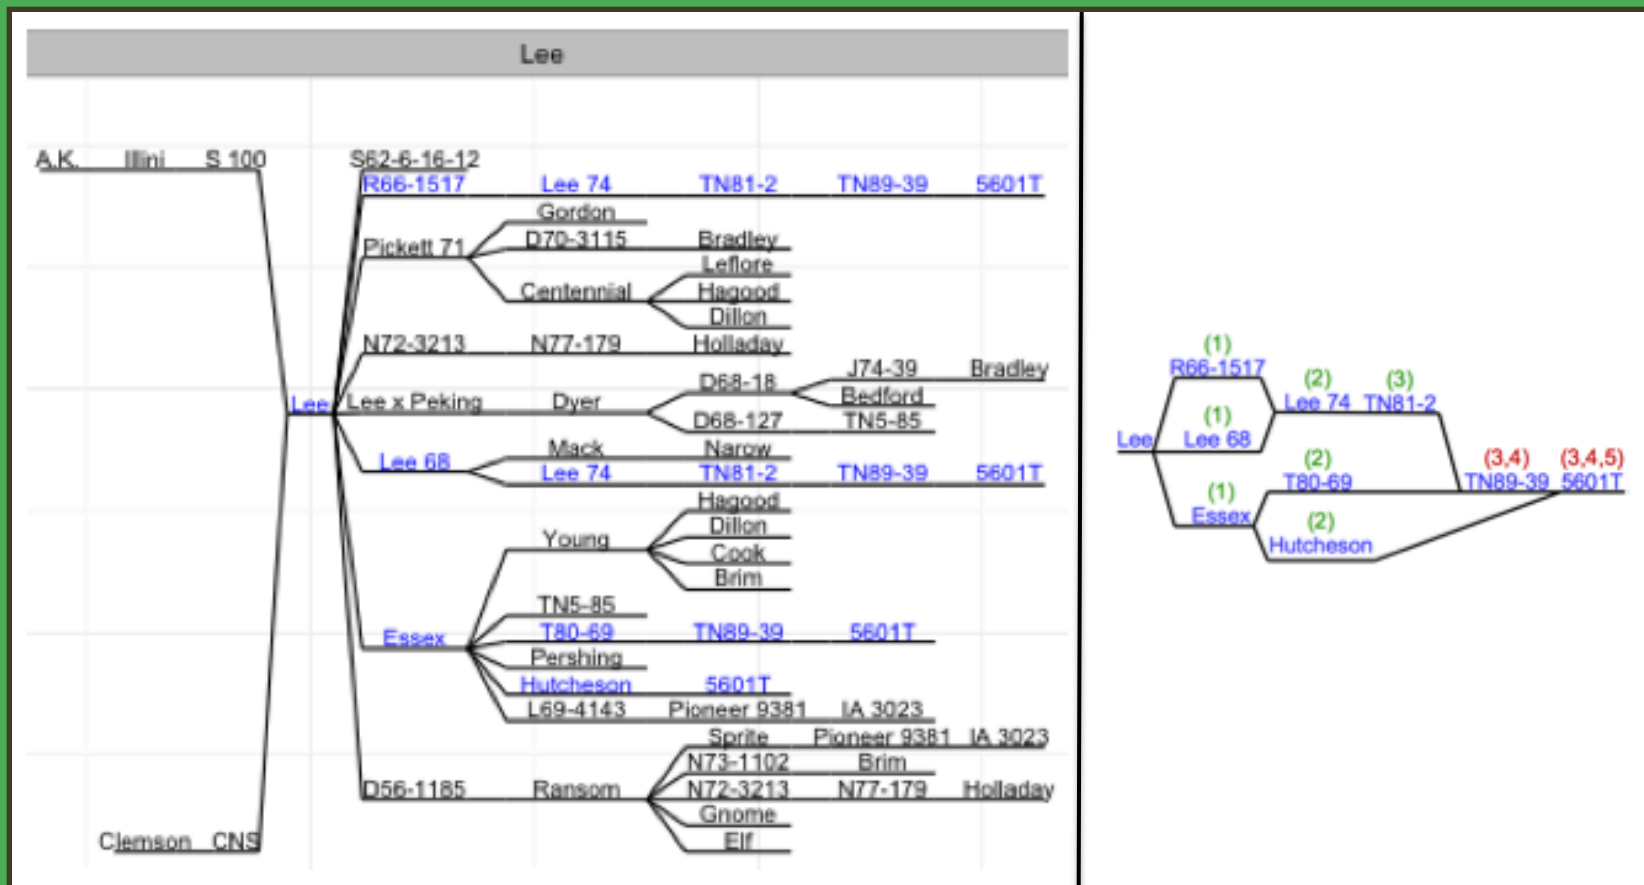 Lee
A.K. Illini S 100
S62-6-16-12
R66-1517 Lee 74 TN81-2 TN89-39 5601T
Gordon
D70-3115 Bradley
Pickett 71
Leflore
Centennial Hagood
Dillon
N72-3213 N77-179 Holladay
J74-39 Bradley
D68-18
Bedford
Lee Lee x Peking Dyer
D68-127 TN5-85
Mack Narow
Lee 68
Lee 74 TN81-2 TN89-39 5601T
Hagood
Dillon
Young
Cook
Brim
TN5-85
Essex T80-69 TN89-39 5601T
Pershing
Hutcheson 5601T
L69-4143 Pioneer 9381 IA 3023
Sprite Pioneer 9381 IA 3023
N73-1102 Brim
D56-1185 Ransom N72-3213 N77-179 Holladay
Gnome
Elf
Clemson CNS
(1)
R66-1517
(2) (3)
Lee 74 TN81-2
(1)
Lee Lee 68
(2) (3,4) (3,4,5)
T80-69 TN89-39 5601T
(1)
Essex
(2)
Hutcheson